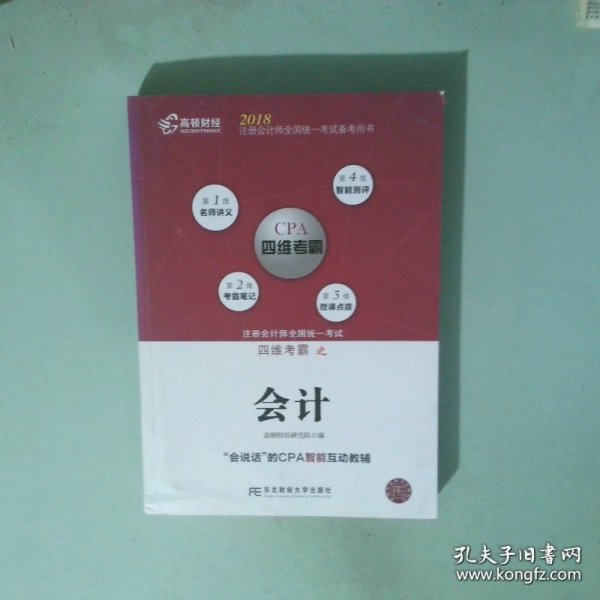 高顿财经
GOLDEN FINANCE
2018
注册会计师全国统一考试备考用书
第4维
智能测评
第1维
名师讲义
CPA
四维考霸
第2维
考霸笔记
第3维
微课点拨
注册会计师全国统一考试
四维考霸 之
会计
高顿财经研究院◎编
“会说话”的CPA智能互动教辅
东北财经大学出版社
孔夫子旧书网
www.kongfz.com